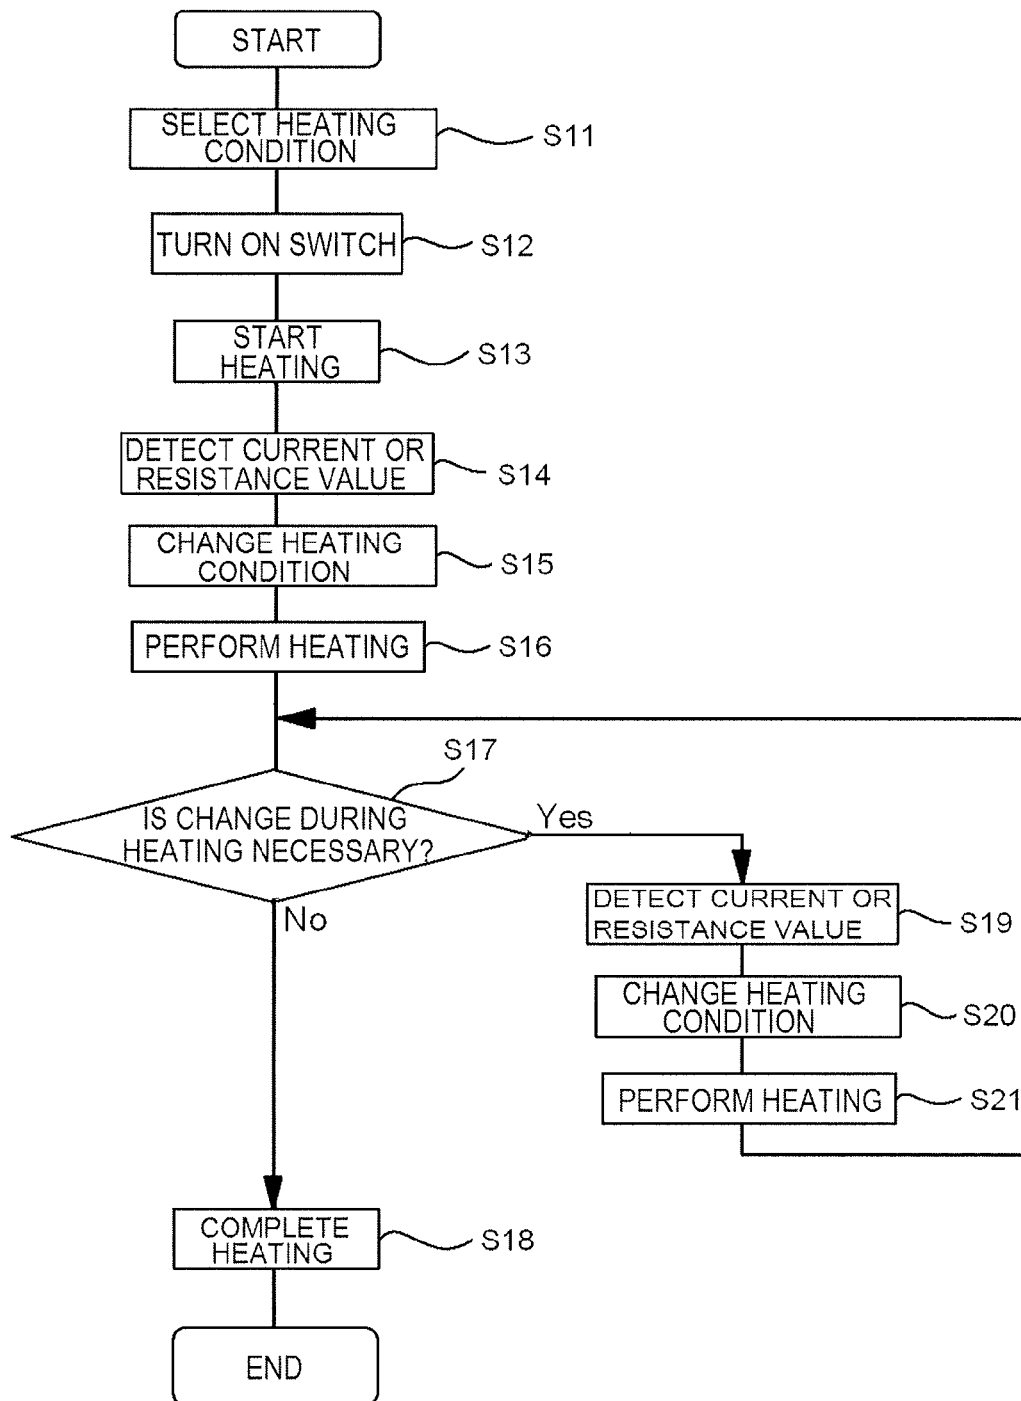 START
SELECT HEATING
CONDITION
S11
TURN ON SWITCH
S12
START
HEATING
S13
DETECT CURRENT OR
RESISTANCE VALUE
S14
CHANGE HEATING
CONDITION
S15
PERFORM HEATING
S16
S17
IS CHANGE DURING
HEATING NECESSARY?
Yes
No
DETECT CURRENT OR
RESISTANCE VALUE
S19
CHANGE HEATING
CONDITION
S20
PERFORM HEATING
S21
COMPLETE
HEATING
S18
END